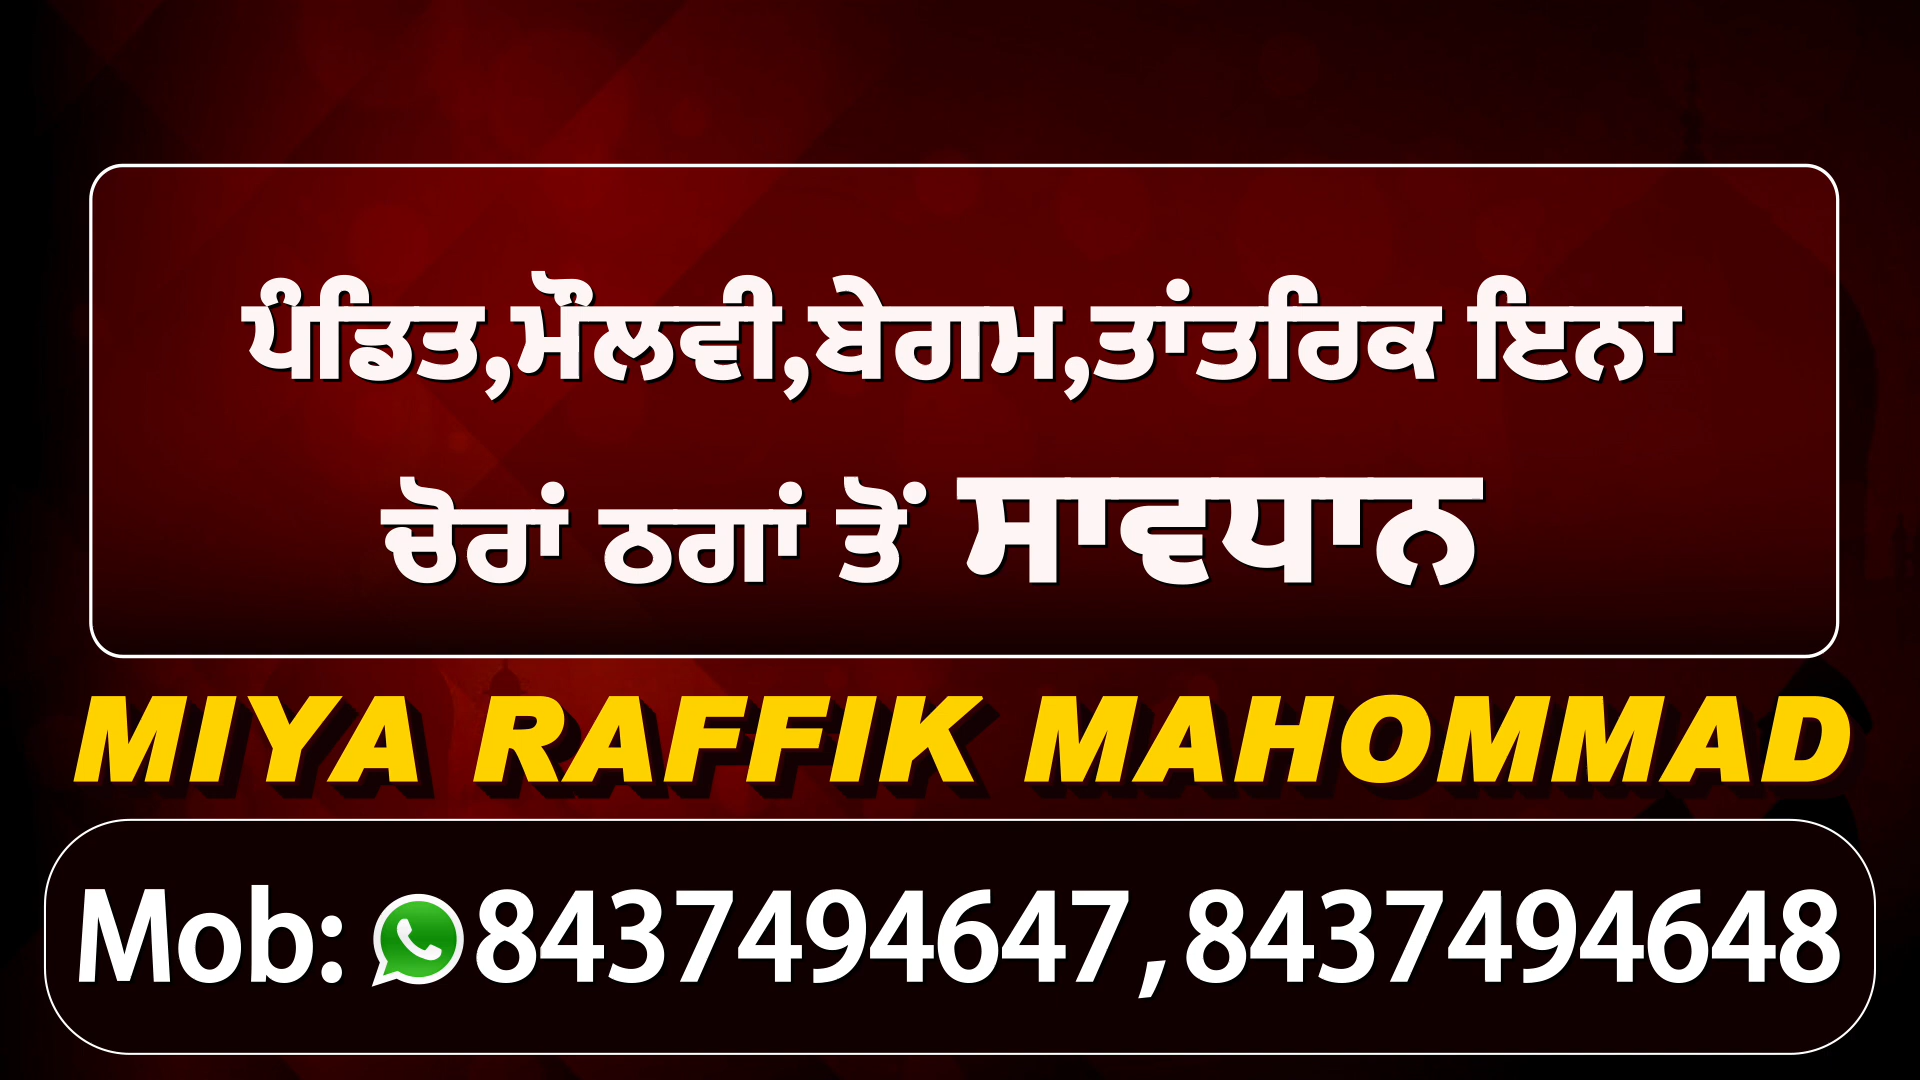 ਪੰਡਿਤ,ਮੌਲਵੀ,ਬੇਗਮ,ਤਾਂਤਰਿਕ ਇਨਾ
ਚੋਰਾਂ ਠਗਾਂ ਤੋਂ ਸਾਵਧਾਨ
MIYA RAFFIK MAHOMMAD
Mob: 8437494647, 8437494648